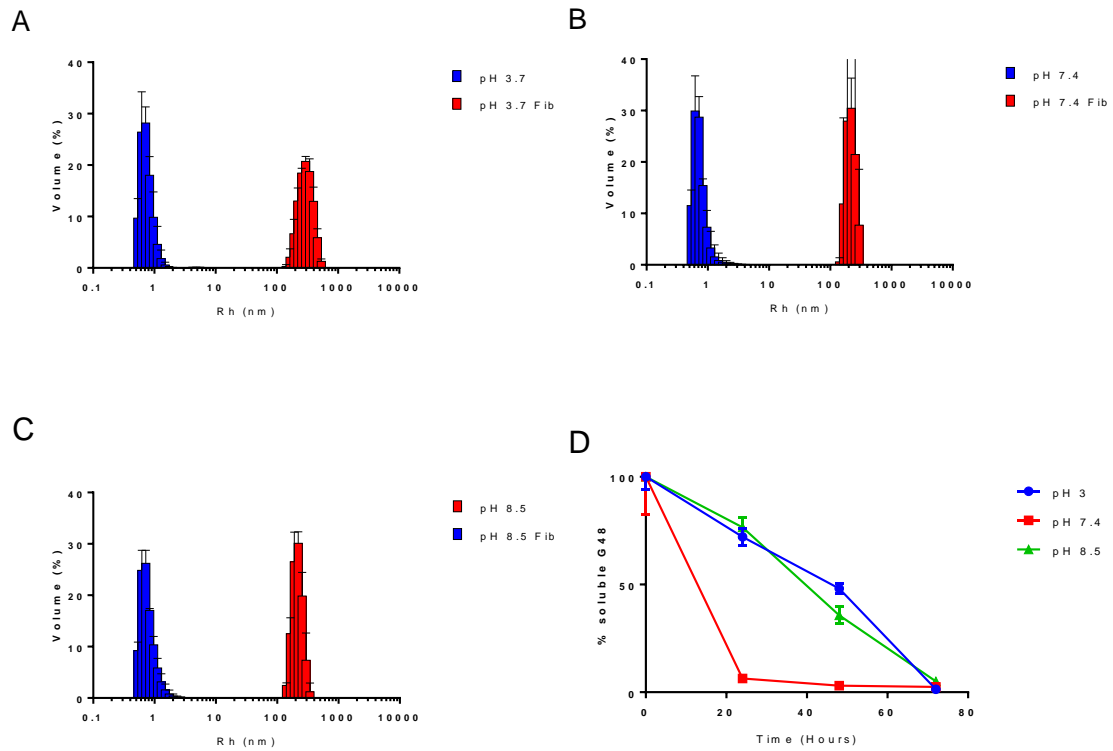 A
40
30
20
10
0
Volume (%)
0.1 1 10 100 1000 10000
Rh (nm)
pH 3.7
pH 3.7 Fib
B
40
30
20
10
0
Volume (%)
0.1 1 10 100 1000 10000
Rh (nm)
pH 7.4
pH 7.4 Fib
C
40
30
20
10
0
Volume (%)
0.1 1 10 100 1000 10000
Rh (nm)
pH 8.5
pH 8.5 Fib
D
100
50
0
% soluble G48
0 20 40 60 80
Time (Hours)
pH 3
pH 7.4
pH 8.5